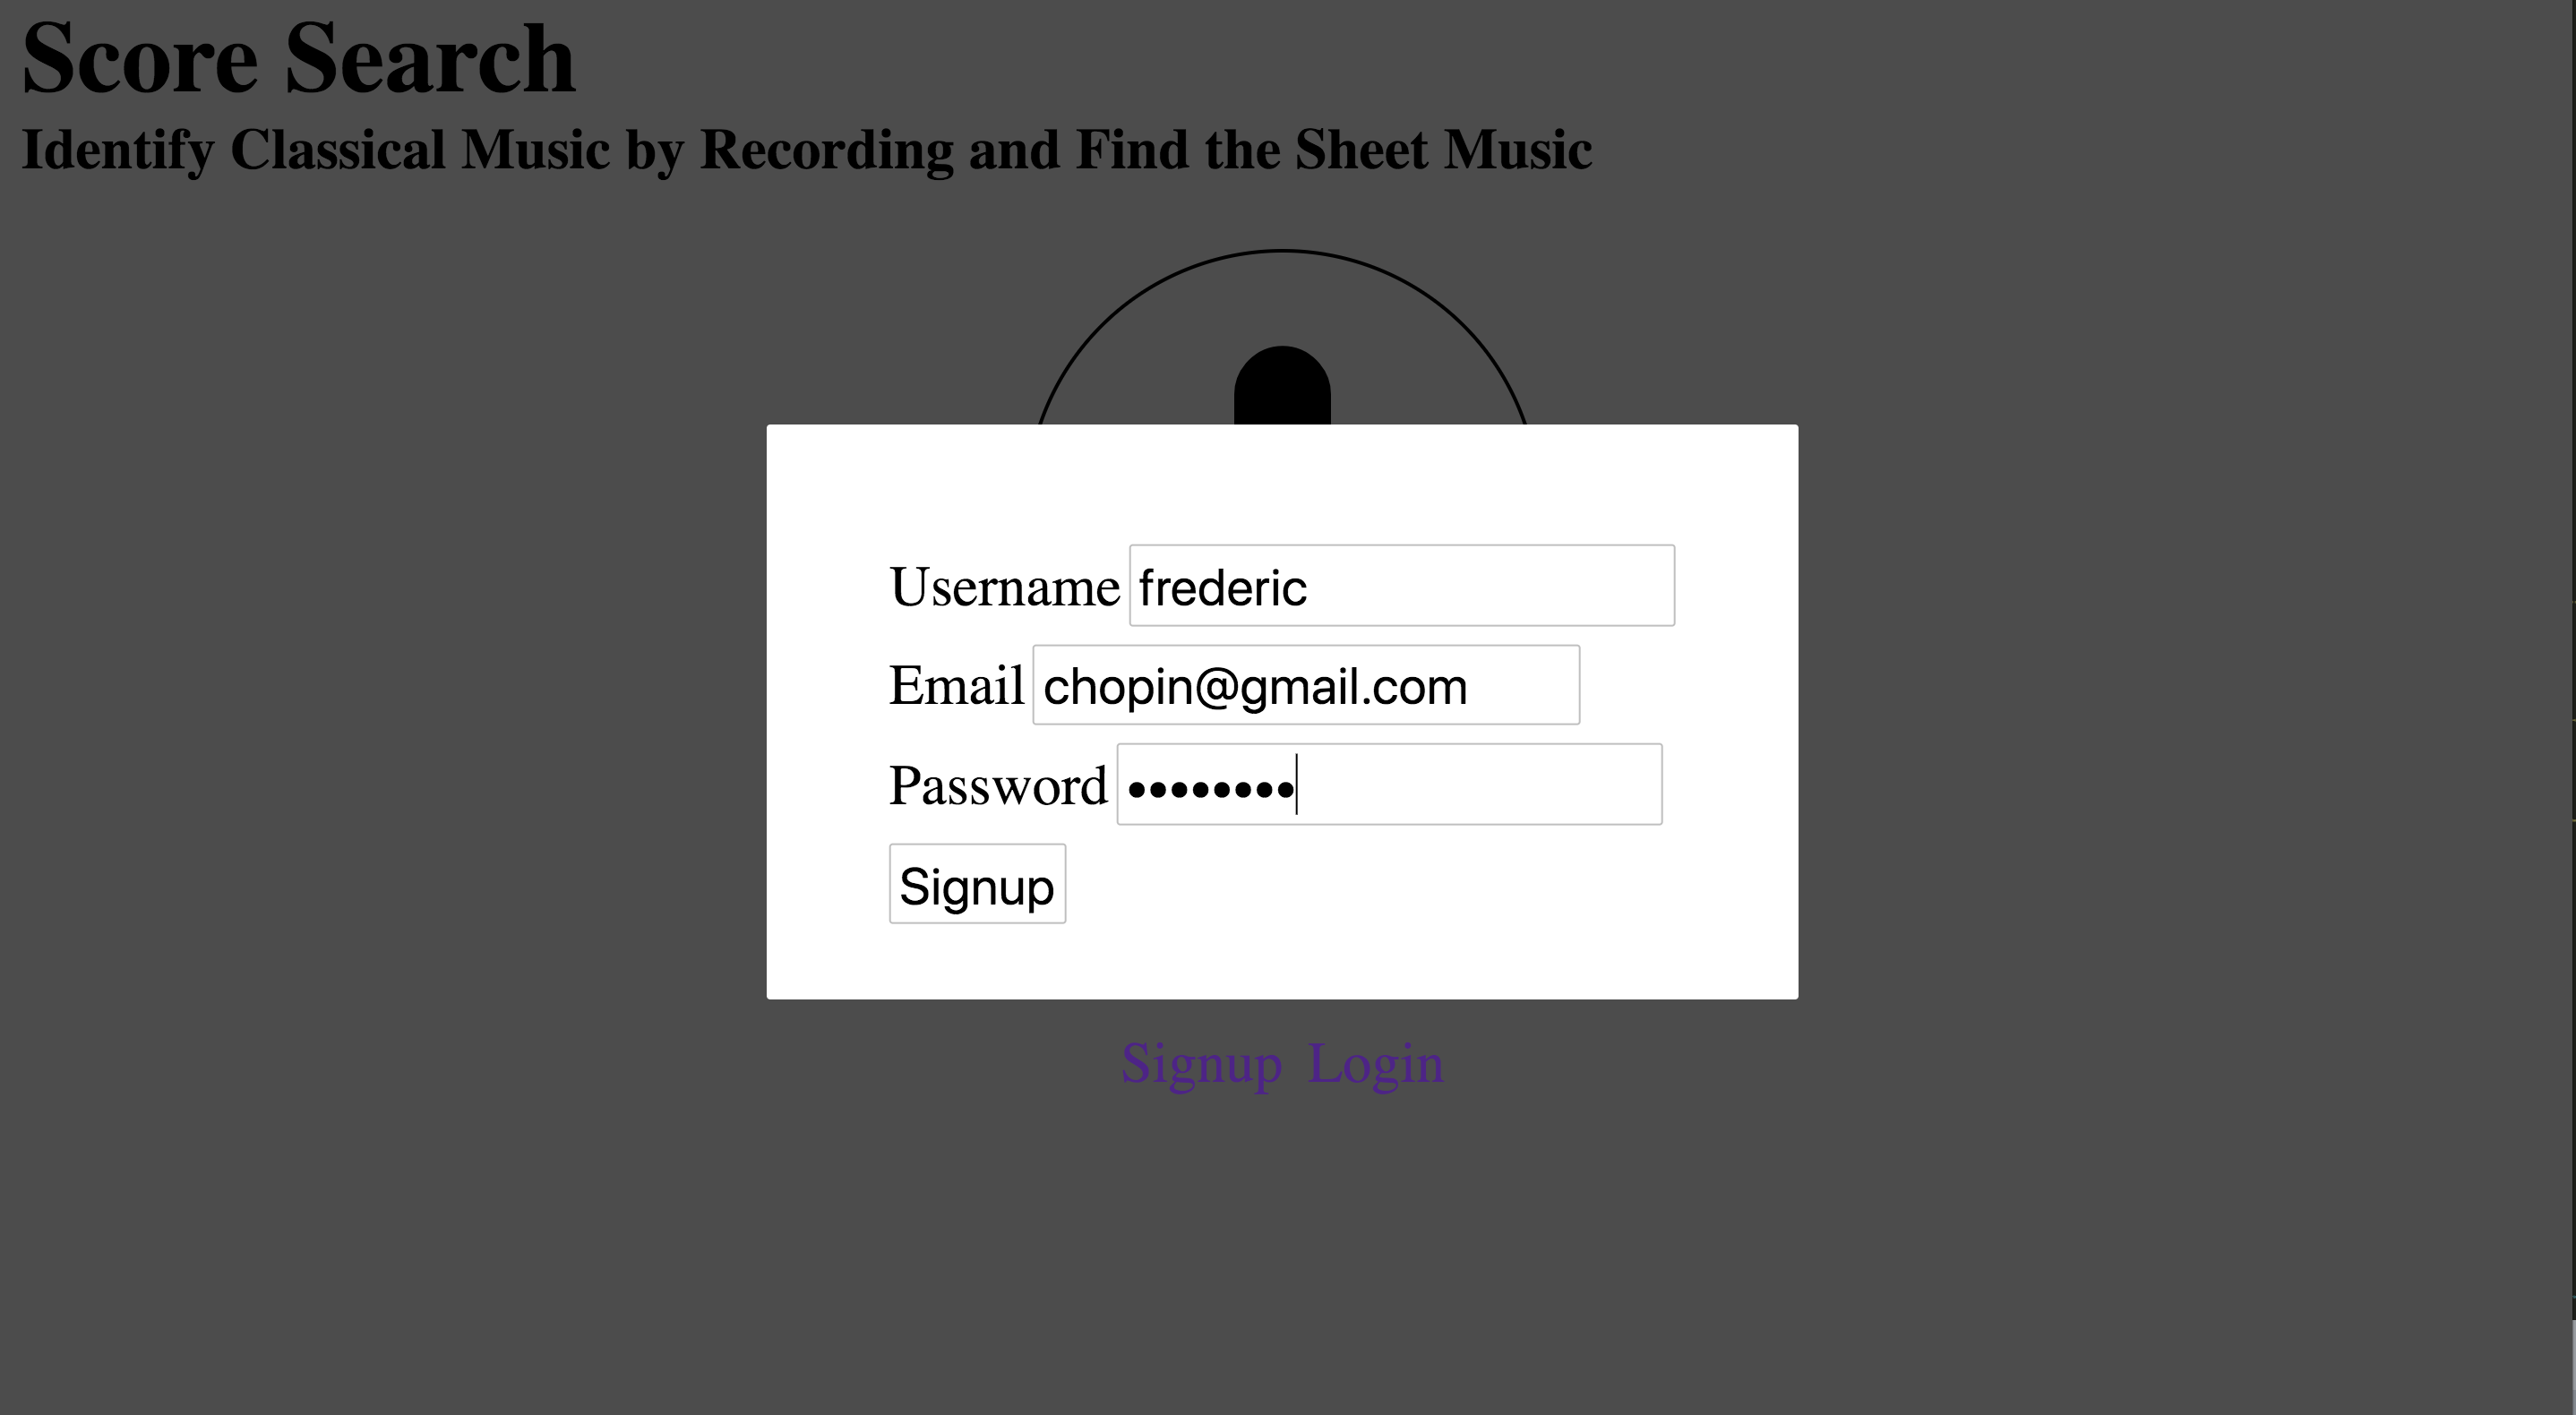 Score Search
Identify Classical Music by Recording and Find the Sheet Music
Username frederic
Email chopin@gmail.com
Password ••••••••
Signup
Signup Login